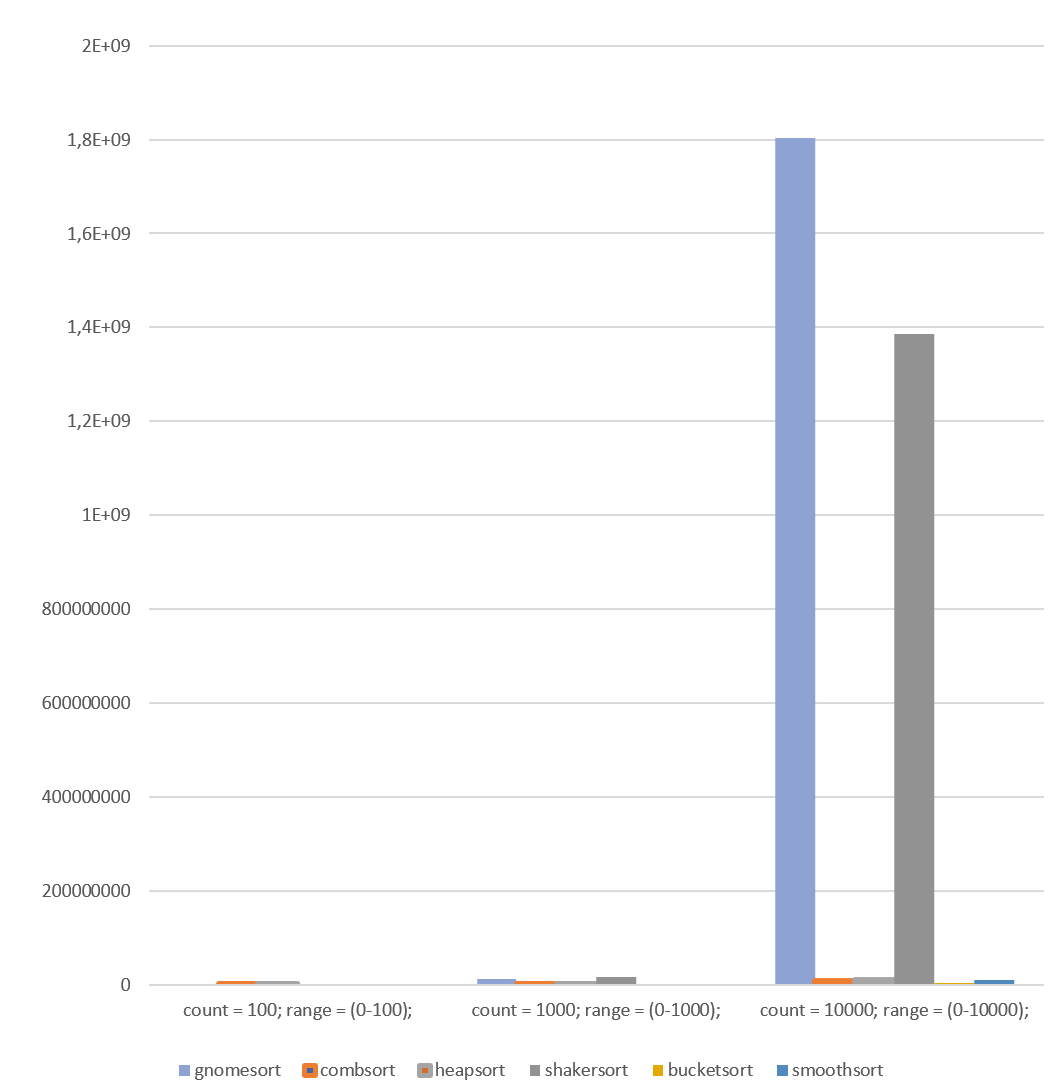 2E+09
1,8E+09
1,6E+09
1,4E+09
1,2E+09
1E+09
800000000
600000000
400000000
200000000
0
count = 100; range = (0-100); count = 1000; range = (0-1000); count = 10000; range = (0-10000);
gnomesort combsort heapsort shakersort bucketsort smoothsort